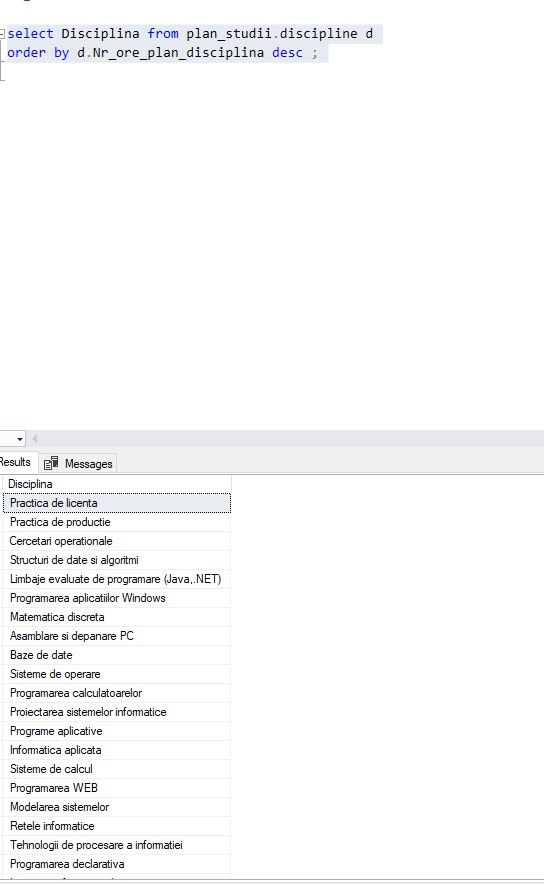 select Disciplina from plan_studii.discipline d
order by d.Nr_ore_plan_disciplina desc ;
Results
Messages
Disciplina
Practica de licenta
Practica de productie
Cercetari operationale
Structuri de date si algoritmi
Limbaje evaluate de programare (Java,.NET)
Programarea aplicatiilor Windows
Matematica discreta
Asamblare si depanare PC
Baze de date
Sisteme de operare
Programarea calculatoarelor
Proiectarea sistemelor informatice
Programe aplicative
Informatica aplicata
Sisteme de calcul
Programarea WEB
Modelarea sistemelor
Retele informatice
Tehnologii de procesare a informatiei
Programarea declarativa